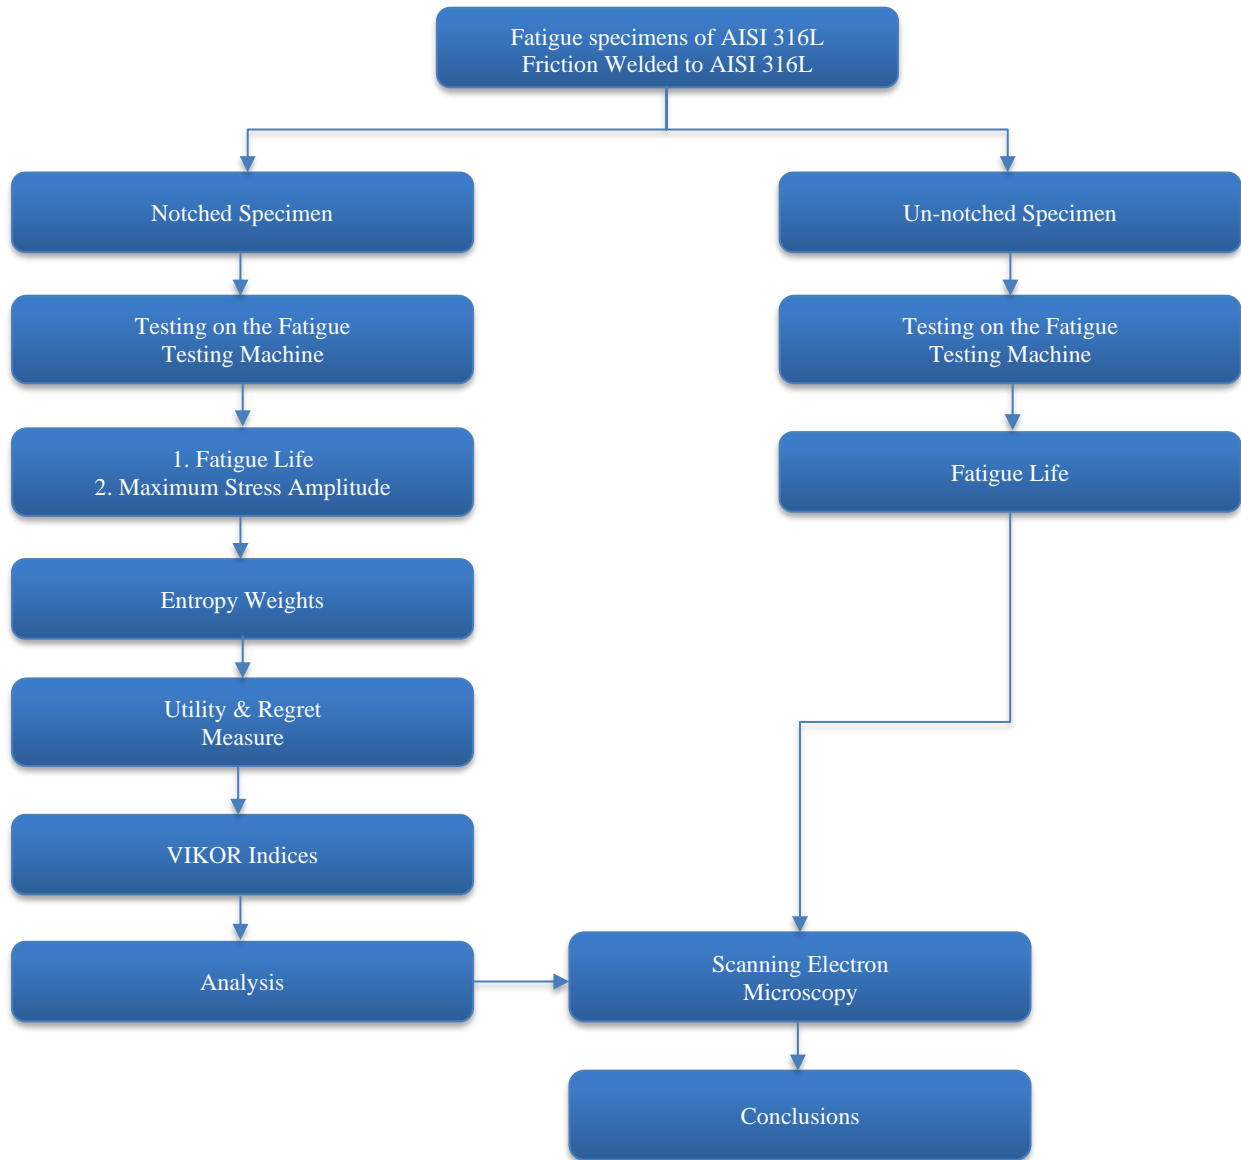 Fatigue specimens of AISI 316L
Friction Welded to AISI 316L
Notched Specimen
Un-notched Specimen
Testing on the Fatigue
Testing Machine
Testing on the Fatigue
Testing Machine
1. Fatigue Life
2. Maximum Stress Amplitude
Fatigue Life
Entropy Weights
Utility & Regret
Measure
VIKOR Indices
Analysis
Scanning Electron
Microscopy
Conclusions